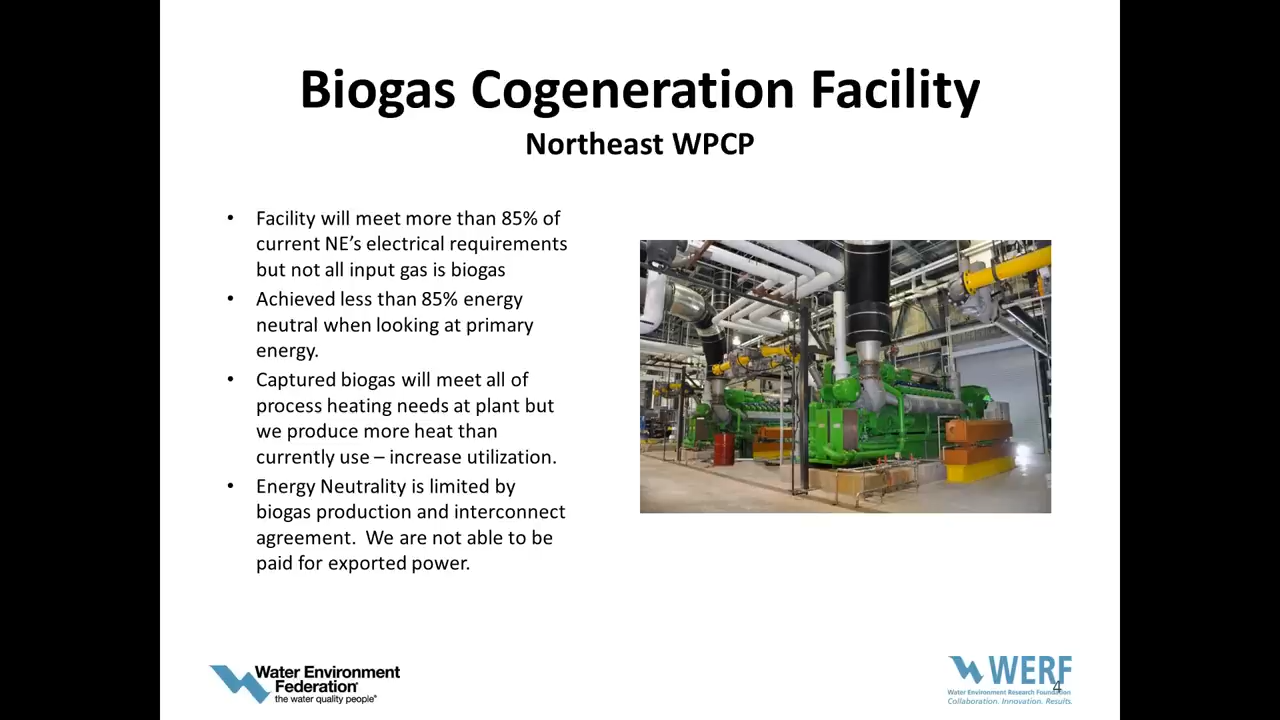 Biogas Cogeneration Facility
Northeast WPCP
• Facility will meet more than 85% of
current NE’s electrical requirements
but not all input gas is biogas
• Achieved less than 85% energy
neutral when looking at primary
energy.
• Captured biogas will meet all of
process heating needs at plant but
we produce more heat than
currently use – increase utilization.
• Energy Neutrality is limited by
biogas production and interconnect
agreement.  We are not able to be
paid for exported power.
Water Environment
Federation
the water quality people®
WERF
4
Water Environment Research Foundation
Collaboration. Innovation. Results.